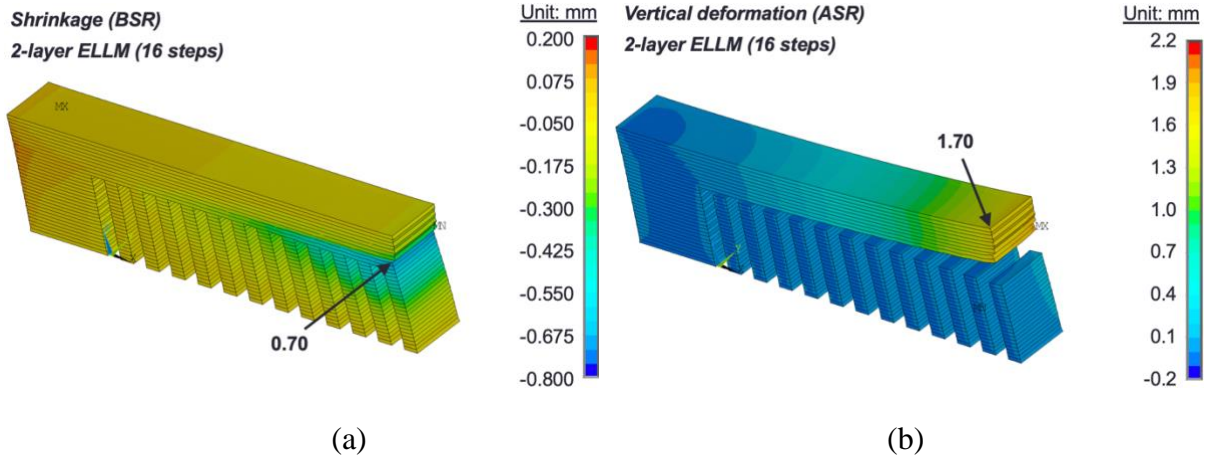 Shrinkage (BSR)
2-layer ELLM (16 steps)
Unit: mm
0.200
0.075
-0.050
-0.175
-0.300
-0.425
-0.550
-0.675
-0.800
MX
MN
0.70
(a)
Vertical deformation (ASR)
2-layer ELLM (16 steps)
Unit: mm
2.2
1.9
1.6
1.3
1.0
0.7
0.4
0.1
-0.2
1.70
MX
Y
(b)